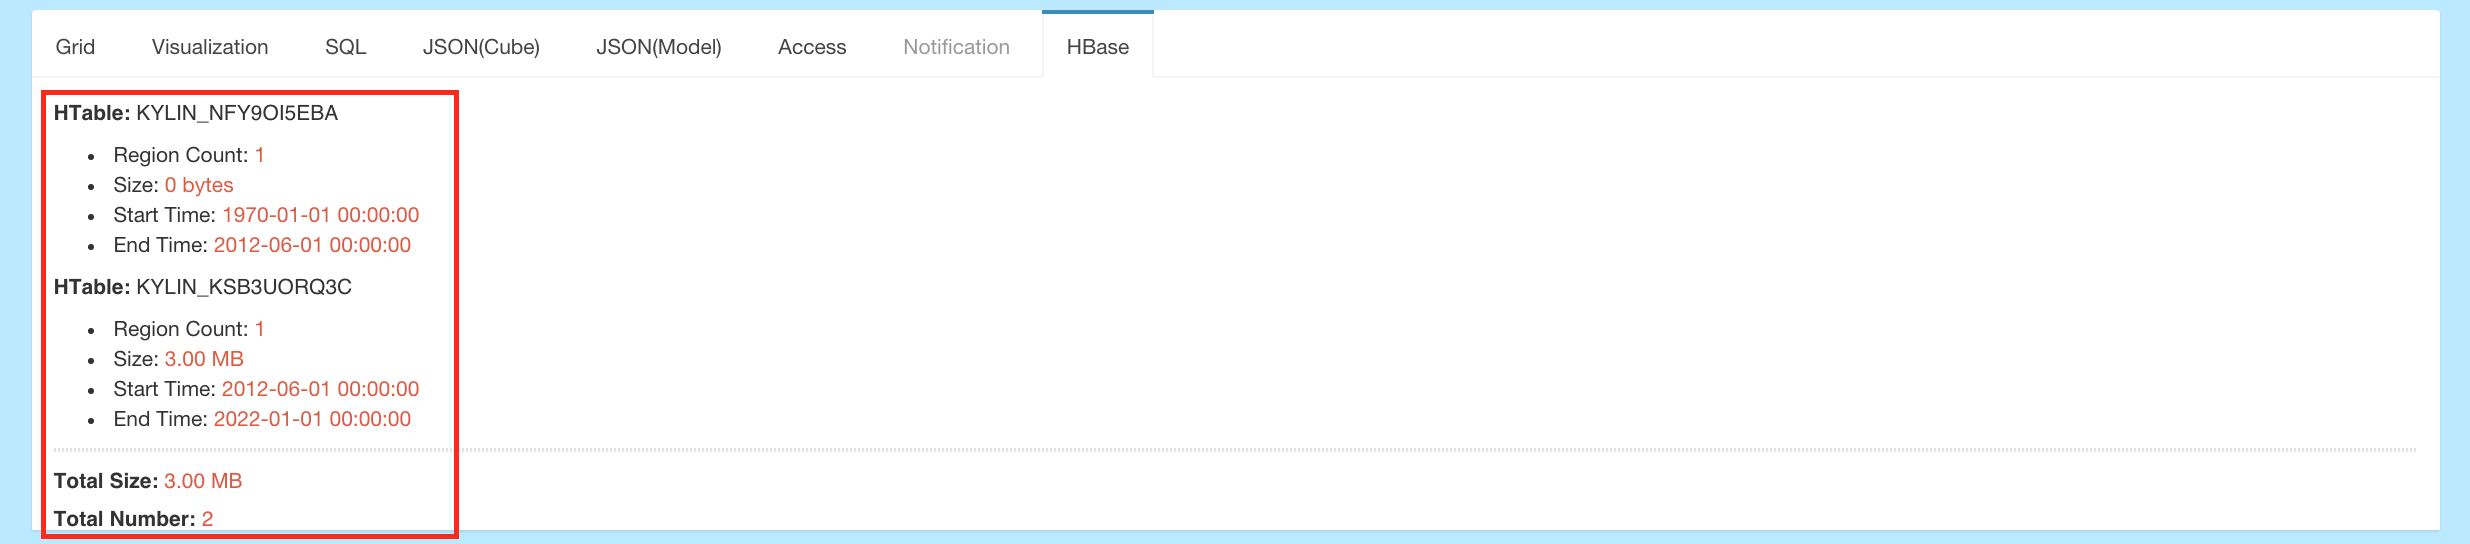 Grid Visualization SQL JSON(Cube) JSON(Model) Access Notification HBase
HTable: KYLIN_NFY9OI5EBA
• Region Count: 1
• Size: 0 bytes
• Start Time: 1970-01-01 00:00:00
• End Time: 2012-06-01 00:00:00
HTable: KYLIN_KSB3UORQ3C
• Region Count: 1
• Size: 3.00 MB
• Start Time: 2012-06-01 00:00:00
• End Time: 2022-01-01 00:00:00
Total Size: 3.00 MB
Total Number: 2